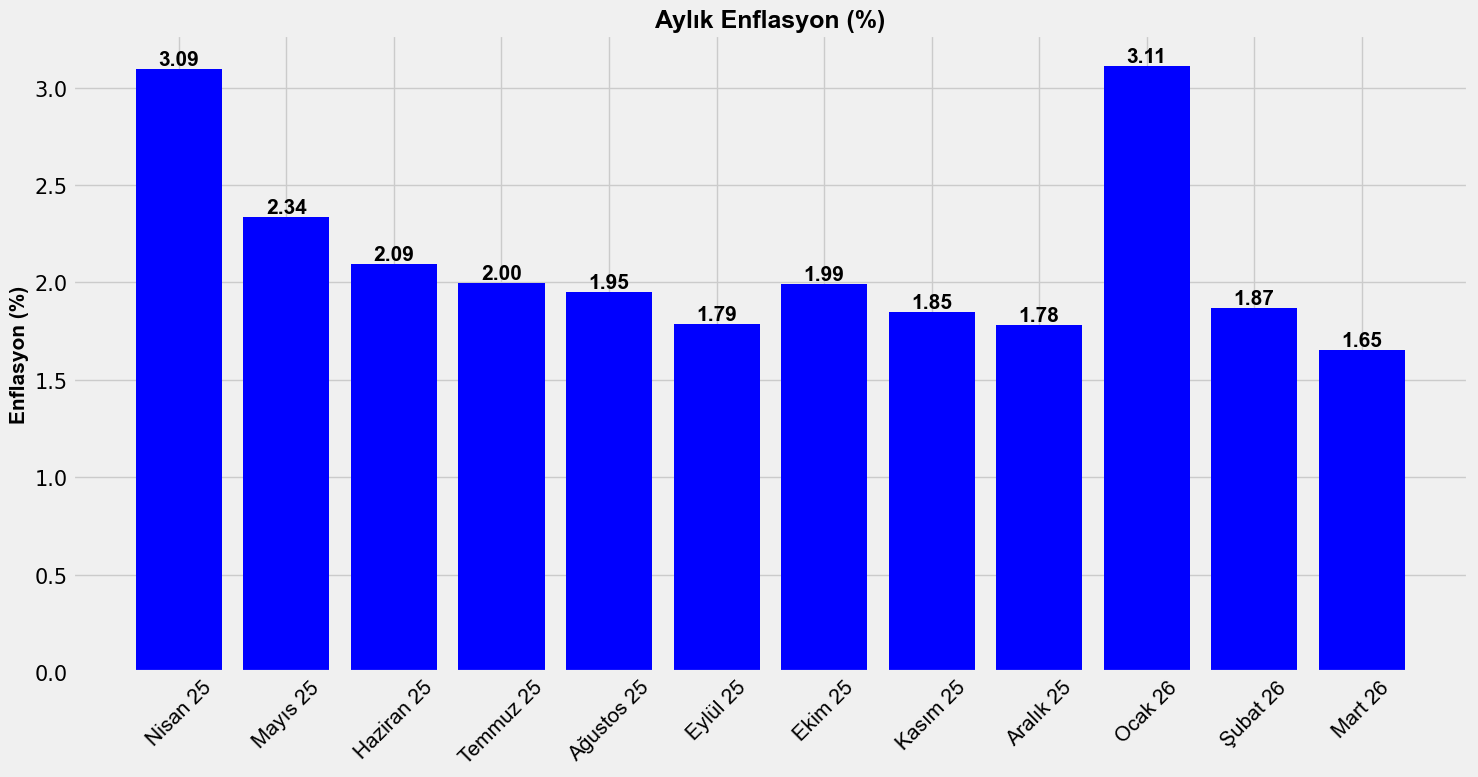 Aylık Enflasyon (%)
Enflasyon (%)
3.0
2.5
2.0
1.5
1.0
0.5
0.0
3.09
2.34
2.09
2.00
1.95
1.79
1.99
1.85
1.78
3.11
1.87
1.65
Nisan 25
Mayıs 25
Haziran 25
Temmuz 25
Ağustos 25
Eylül 25
Ekim 25
Kasım 25
Aralık 25
Ocak 26
Şubat 26
Mart 26